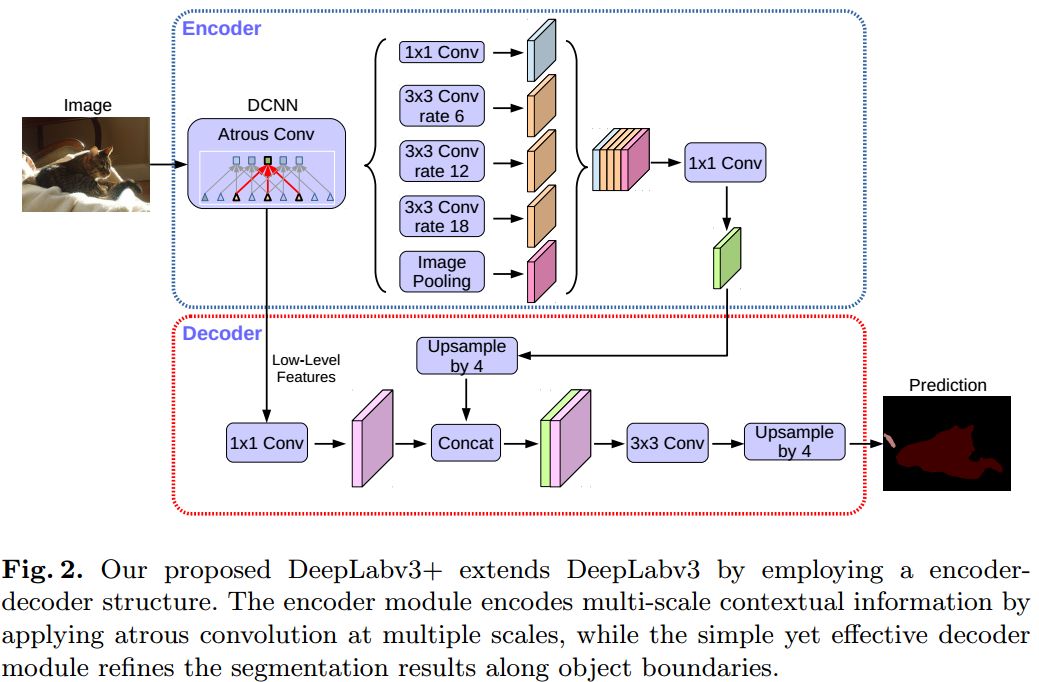 Encoder
Image
DCNN
Atrous Conv
1x1 Conv
3x3 Conv
rate 6
3x3 Conv
rate 12
3x3 Conv
rate 18
Image
Pooling
1x1 Conv
Decoder
Low-Level
Features
Upsample
by 4
1x1 Conv
Concat
3x3 Conv
Upsample
by 4
Prediction
Fig. 2. Our proposed DeepLabv3+ extends DeepLabv3 by employing a encoder-
decoder structure. The encoder module encodes multi-scale contextual information by
applying atrous convolution at multiple scales, while the simple yet effective decoder
module refines the segmentation results along object boundaries.